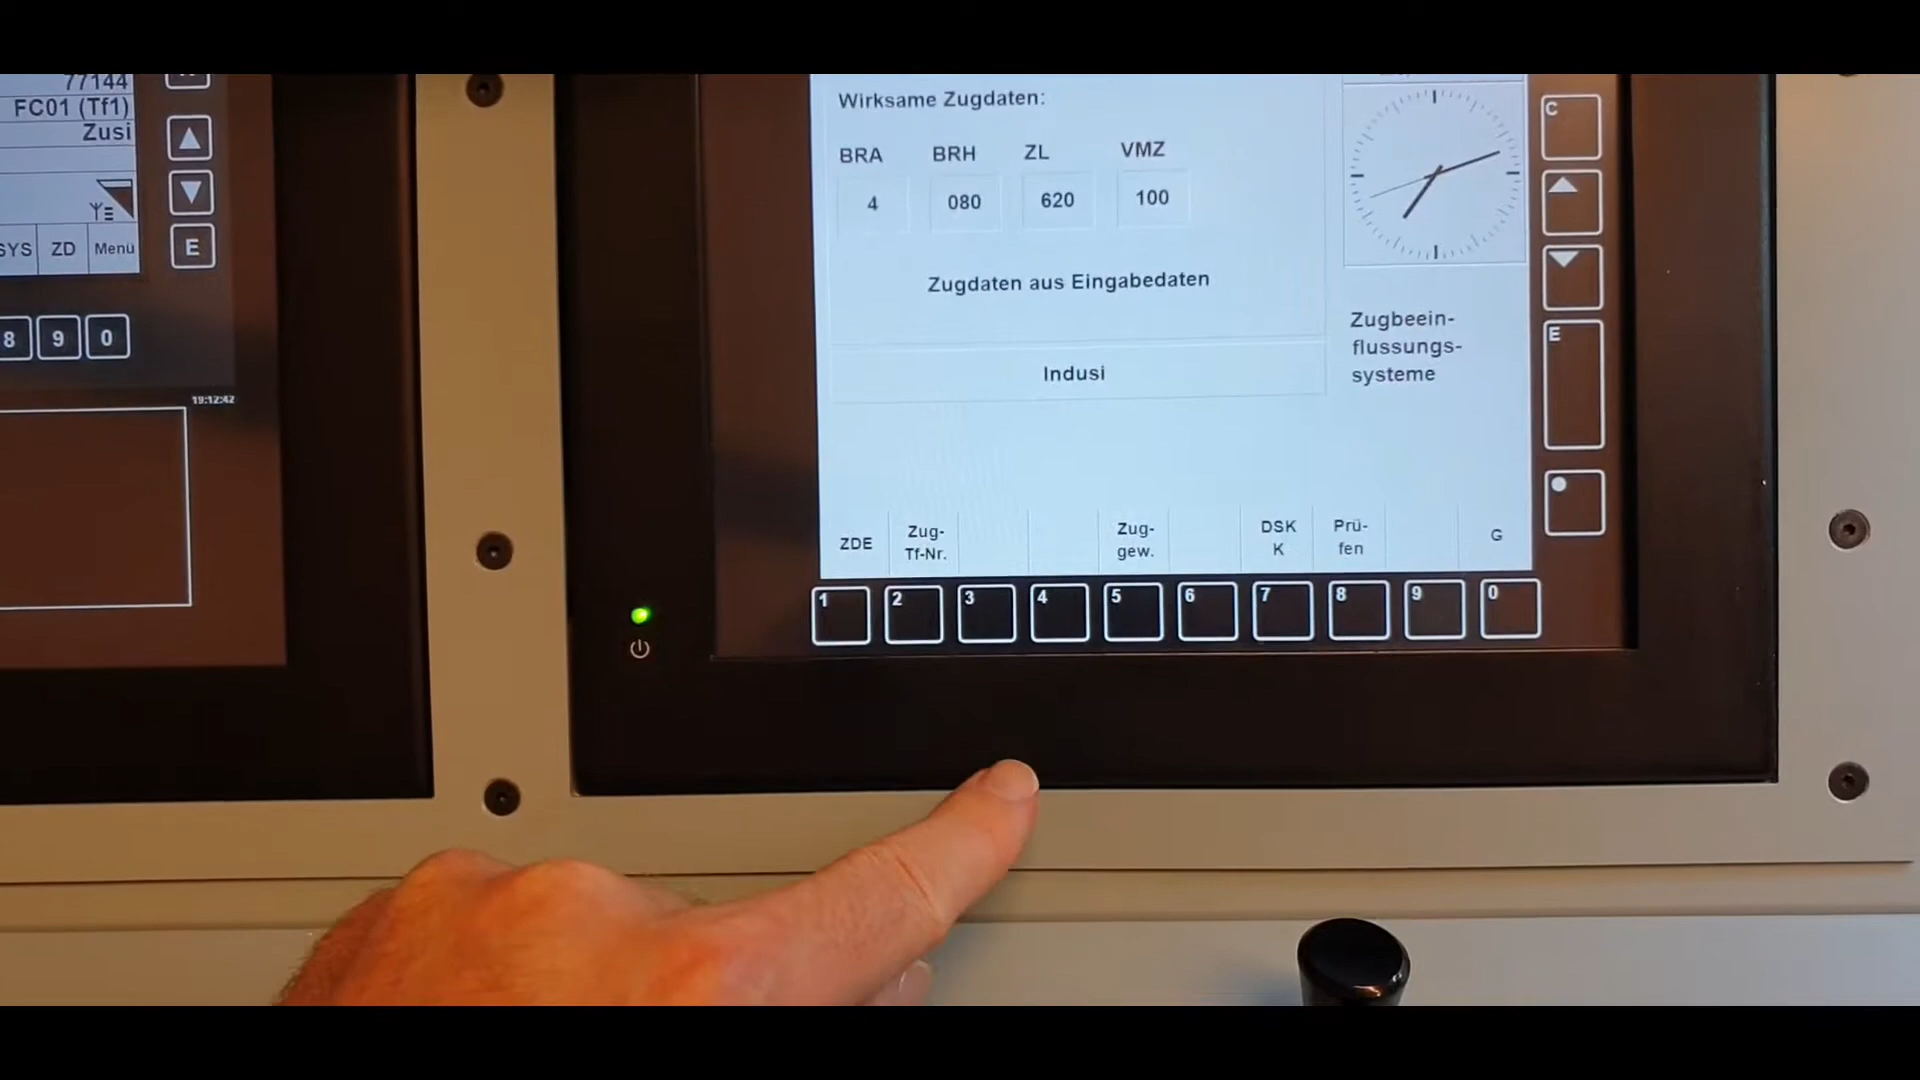 77144
FC01 (Tf1)
Zusi
SYS ZD Menü
E
8 9 0
19:12:42
Wirksame Zugdaten:
BRA BRH ZL VMZ
4 080 620 100
Zugdaten aus Eingabedaten
Indusi
Zugbeein-
flussungs-
systeme
ZDE
Zug-
Tf-Nr.
Zug-
gew.
DSK
K
Prü-
fen
G
1 2 3 4 5 6 7 8 9 0
C
E